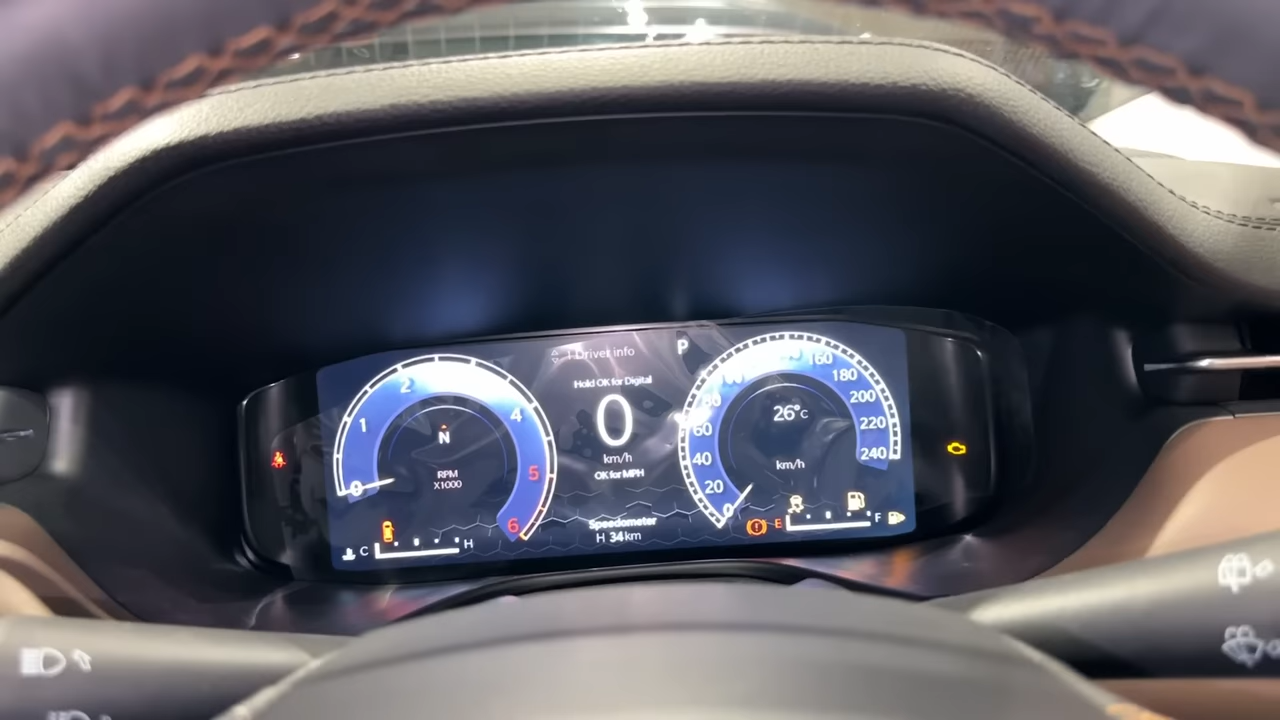 Driver info
P
Hold OK for Digital
0
km/h
OK for MPH
Speedometer
H 34km
0
1
2
4
5
6
N
RPM
X1000
C
H
0
20
40
60
80
160
180
200
220
240
26°C
km/h
E
F